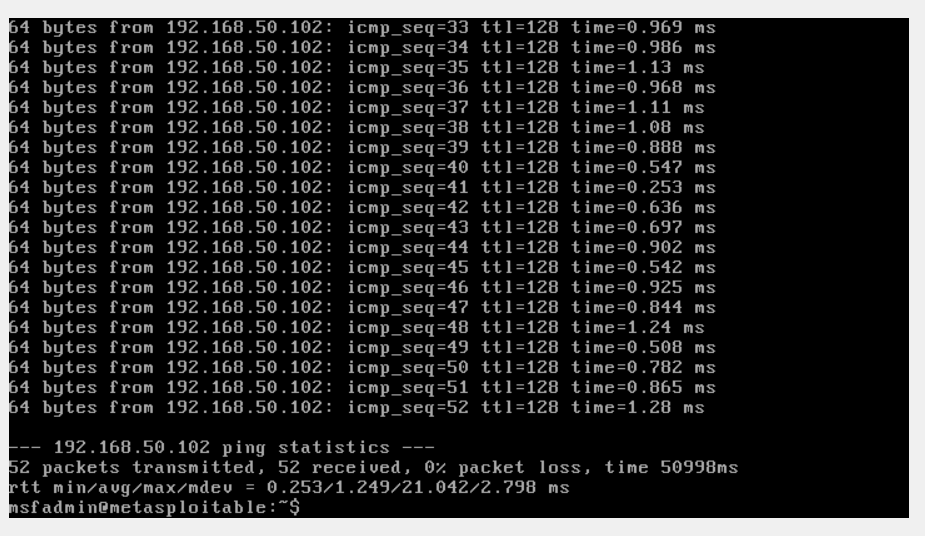 64 bytes from 192.168.50.102: icmp_seq=33 ttl=128 time=0.969 ms
64 bytes from 192.168.50.102: icmp_seq=34 ttl=128 time=0.986 ms
64 bytes from 192.168.50.102: icmp_seq=35 ttl=128 time=1.13 ms
64 bytes from 192.168.50.102: icmp_seq=36 ttl=128 time=0.968 ms
64 bytes from 192.168.50.102: icmp_seq=37 ttl=128 time=1.11 ms
64 bytes from 192.168.50.102: icmp_seq=38 ttl=128 time=1.08 ms
64 bytes from 192.168.50.102: icmp_seq=39 ttl=128 time=0.888 ms
64 bytes from 192.168.50.102: icmp_seq=40 ttl=128 time=0.547 ms
64 bytes from 192.168.50.102: icmp_seq=41 ttl=128 time=0.253 ms
64 bytes from 192.168.50.102: icmp_seq=42 ttl=128 time=0.636 ms
64 bytes from 192.168.50.102: icmp_seq=43 ttl=128 time=0.697 ms
64 bytes from 192.168.50.102: icmp_seq=44 ttl=128 time=0.902 ms
64 bytes from 192.168.50.102: icmp_seq=45 ttl=128 time=0.542 ms
64 bytes from 192.168.50.102: icmp_seq=46 ttl=128 time=0.925 ms
64 bytes from 192.168.50.102: icmp_seq=47 ttl=128 time=0.844 ms
64 bytes from 192.168.50.102: icmp_seq=48 ttl=128 time=1.24 ms
64 bytes from 192.168.50.102: icmp_seq=49 ttl=128 time=0.508 ms
64 bytes from 192.168.50.102: icmp_seq=50 ttl=128 time=0.782 ms
64 bytes from 192.168.50.102: icmp_seq=51 ttl=128 time=0.865 ms
64 bytes from 192.168.50.102: icmp_seq=52 ttl=128 time=1.28 ms
--- 192.168.50.102 ping statistics ---
52 packets transmitted, 52 received, 0% packet loss, time 50998ms
rtt min/avg/max/mdev = 0.253/1.249/21.042/2.798 ms
msfadmin@metasploitable:~$